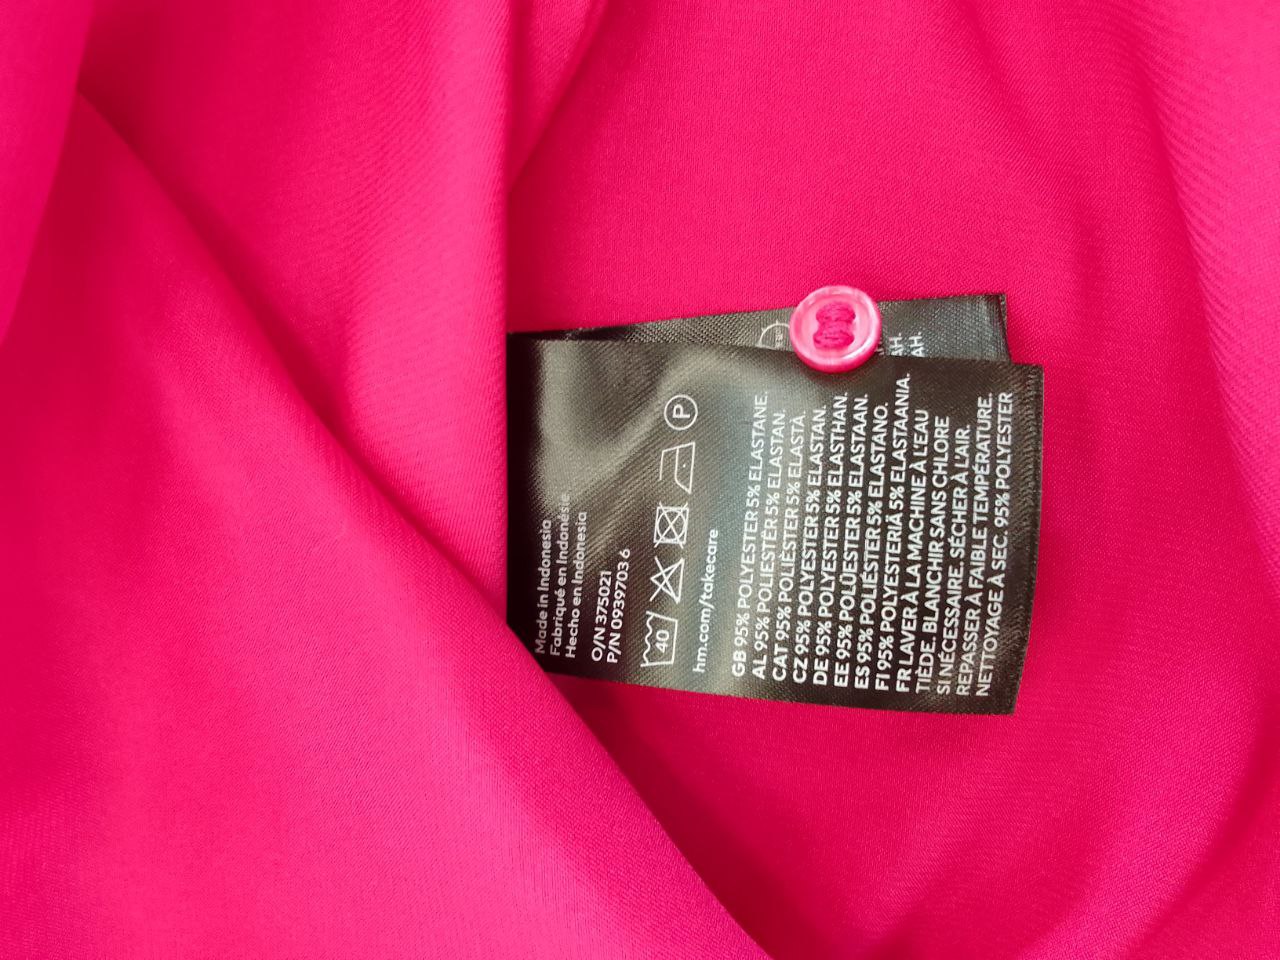 Made in Indonesia
Fabriqué en Indonésie
Hecho en Indonesia
O/N 375021
P/N 0939703 6
40
P
hm.com/takecare
GB 95% POLYESTER 5% ELASTANE.
AL 95% POLIESTËR 5% ELASTAN.
CAT 95% POLIÈSTER 5% ELASTÀ.
CZ 95% POLYESTER 5% ELASTAN.
DE 95% POLYESTER 5% ELASTHAN.
EE 95% POLÜESTER 5% ELASTAAN.
ES 95% POLIÉSTER 5% ELASTANO.
FI 95% POLYESTERIÄ 5% ELASTAANIA.
FR LAVER À LA MACHINE À L'EAU
TIÈDE. BLANCHIR SANS CHLORE
SI NÉCESSAIRE. SÉCHER À L'AIR.
REPASSER À FAIBLE TEMPÉRATURE.
NETTOYAGE À SEC. 95% POLYESTER
AH.
AH.